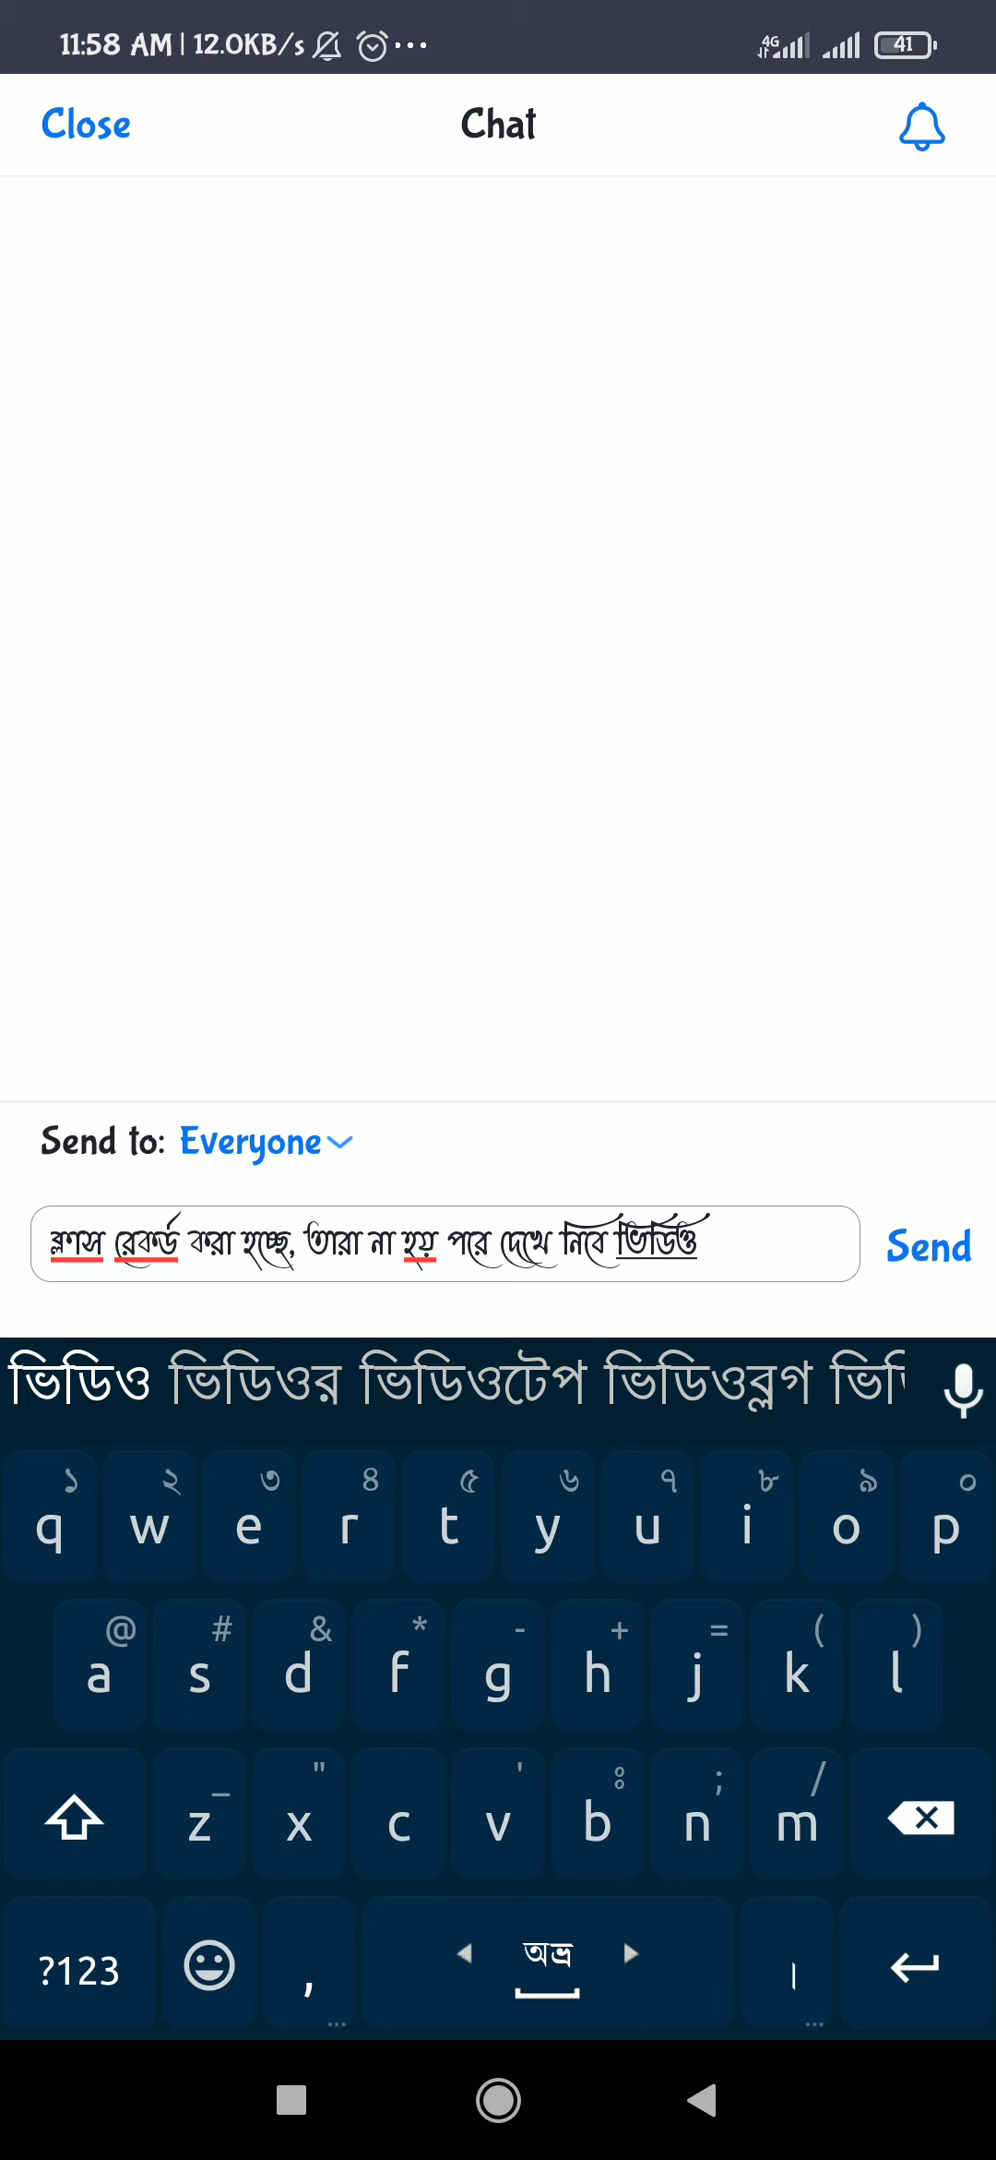 11:58 AM | 12.0KB/s ...
4G 41
Close Chat
Send to: Everyone
ক্লাস রেকর্ড করা হচ্ছে, তারা না হয় পরে দেখে নিবে ভিডিও
Send
ভিডিও ভিডিওর ভিডিওটেপ ভিডিওব্লগ
১ ২ ৩ ৪ ৫ ৬ ৭ ৮ ৯ ০
q w e r t y u i o p
@ # & * - + = ( )
a s d f g h j k l
_ " ' ঃ ; /
z x c v b n m
?123 , অভ্র ।